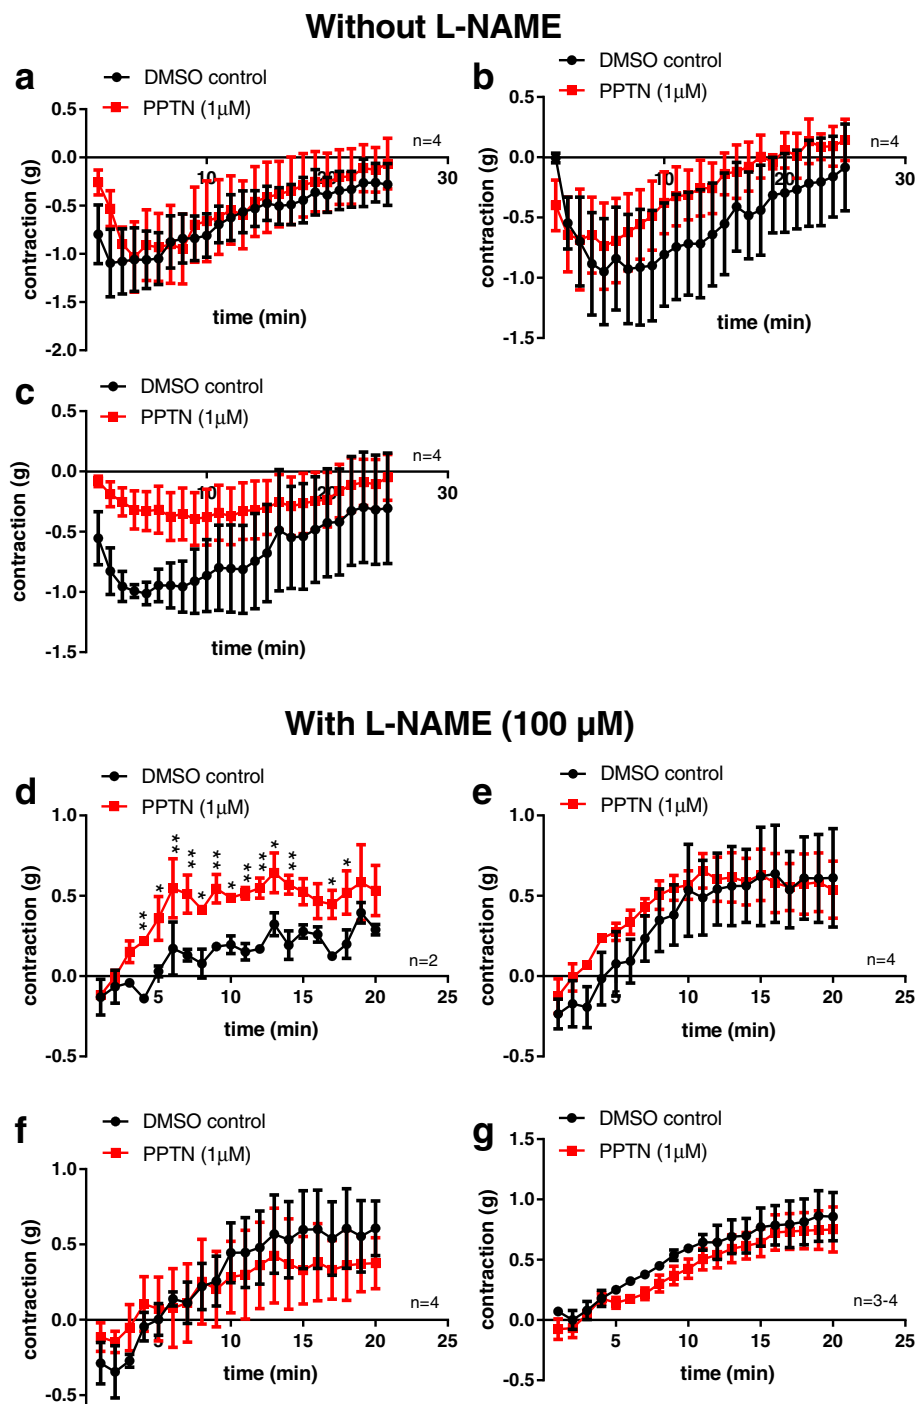 Without L-NAME
a
DMSO control
PPTN (1µM)
0.5
0.0
-0.5
-1.0
-1.5
-2.0
contraction (g)
10
20
30
n=4
time (min)
b
DMSO control
PPTN (1µM)
0.5
0.0
-0.5
-1.0
-1.5
contraction (g)
10
20
30
n=4
time (min)
c
DMSO control
PPTN (1µM)
0.5
0.0
-0.5
-1.0
-1.5
contraction (g)
10
20
30
n=4
time (min)
With L-NAME (100 µM)
d
DMSO control
PPTN (1µM)
1.0
0.5
0.0
-0.5
contraction (g)
** * ** ** * ** * ** ** * ** * *
5
10
15
20
25
n=2
time (min)
e
DMSO control
PPTN (1µM)
1.0
0.5
0.0
-0.5
contraction (g)
5
10
15
20
25
n=4
time (min)
f
DMSO control
PPTN (1µM)
1.0
0.5
0.0
-0.5
contraction (g)
5
10
15
20
25
n=4
time (min)
g
DMSO control
PPTN (1µM)
1.5
1.0
0.5
0.0
-0.5
contraction (g)
5
10
15
20
25
n=3-4
time (min)